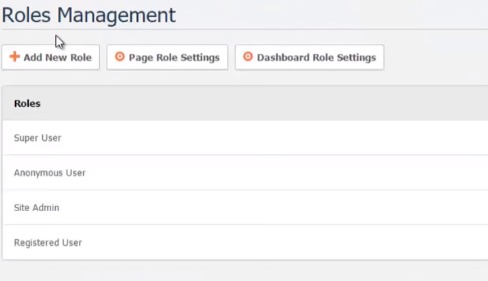 Roles Management
Add New Role Page Role Settings Dashboard Role Settings
Roles
Super User
Anonymous User
Site Admin
Registered User